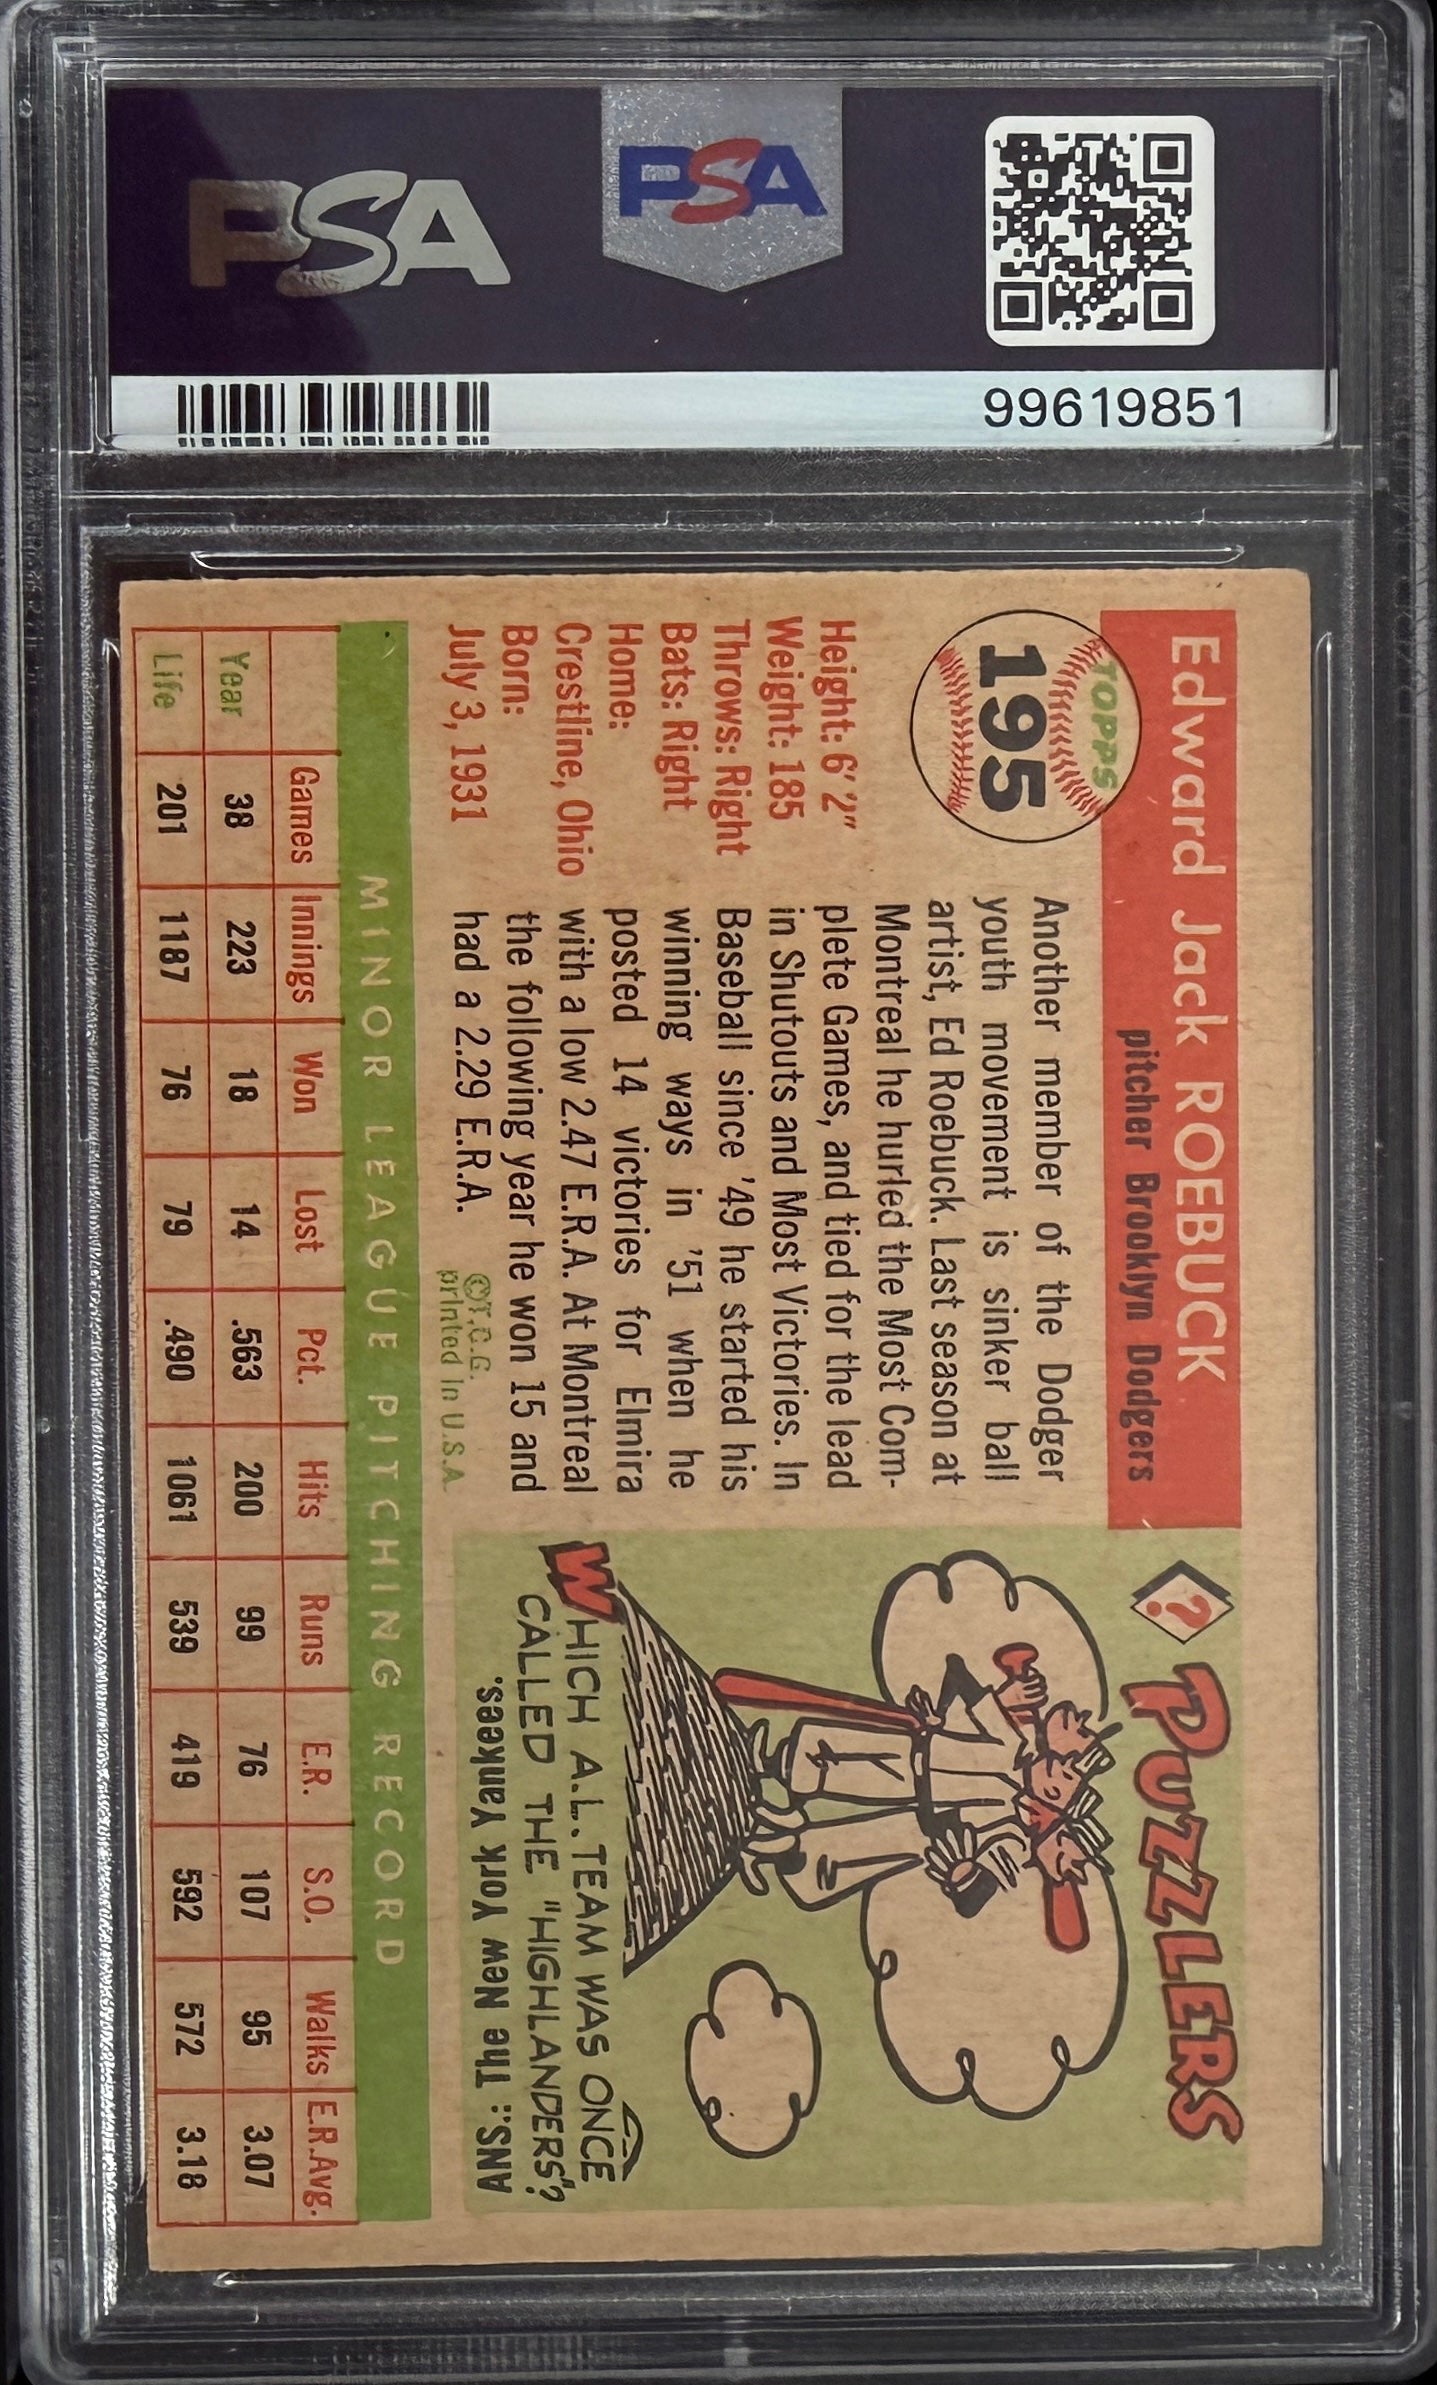 PSA
PSA
99619851
Edward Jack ROEBUCK
pitcher Brooklyn Dodgers
TOPPS
195
Height: 6' 2"
Weight: 185
Throws: Right
Bats: Right
Home:
Crestline, Ohio
Born:
July 3, 1931
Another member of the Dodger
youth movement is sinker ball
artist, Ed Roebuck. Last season at
Montreal he hurled the Most Com-
plete Games, and tied for the lead
in Shutouts and Most Victories. In
Baseball since '49 he started his
winning ways in '51 when he
posted 14 victories for Elmira
with a low 2.47 E.R.A. At Montreal
the following year he won 15 and
had a 2.29 E.R.A.
©T.C.G.
printed in U.S.A.
?
PUZZLERS
WHICH A.L. TEAM WAS ONCE
CALLED THE "HIGHLANDERS"?
ANS.: The New York Yankees.
MINOR LEAGUE PITCHING RECORD
Games Innings Won Lost Pct. Hits Runs E.R. S.O. Walks E.R.Avg.
Year 38 223 18 14 .563 200 99 76 107 95 3.07
Life 201 1187 76 79 .490 1061 539 419 592 572 3.18